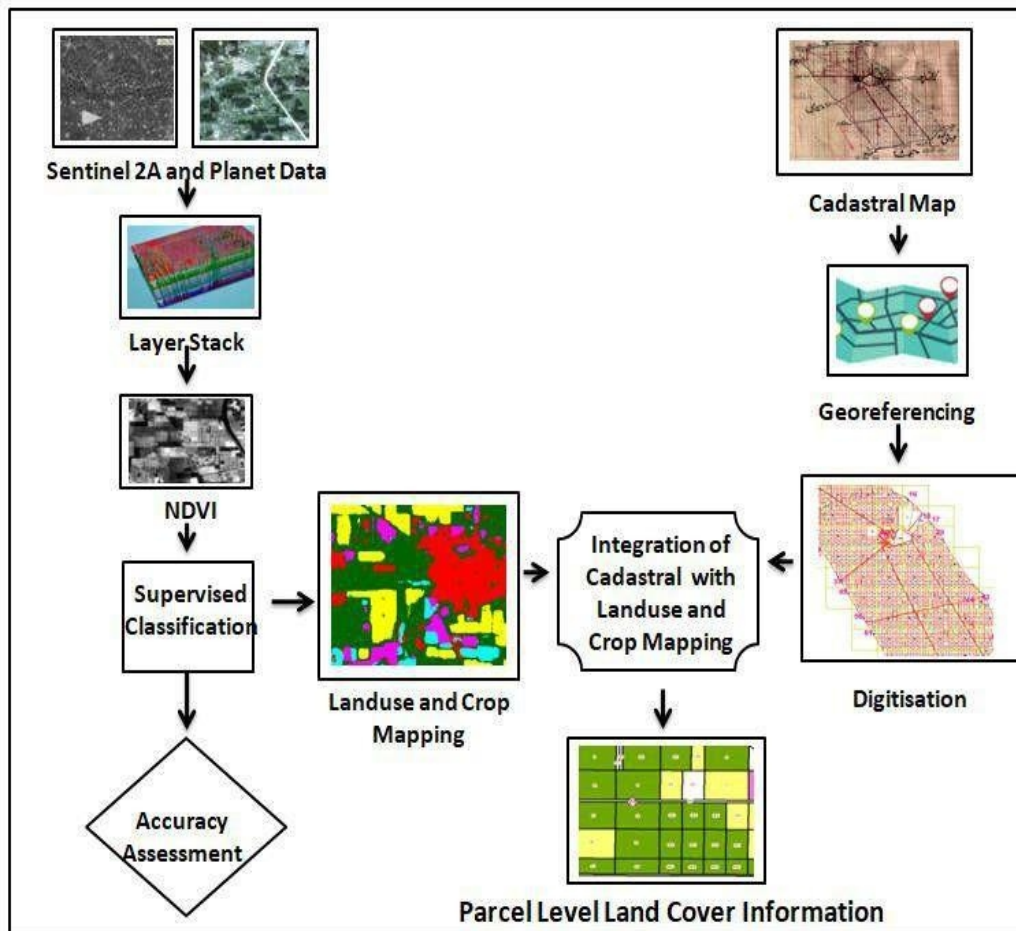 Sentinel 2A and Planet Data
Layer Stack
NDVI
Supervised
Classification
Accuracy
Assessment
Landuse and Crop
Mapping
Integration of
Cadastral with
Landuse and
Crop Mapping
Cadastral Map
Georeferencing
Digitisation
Parcel Level Land Cover Information